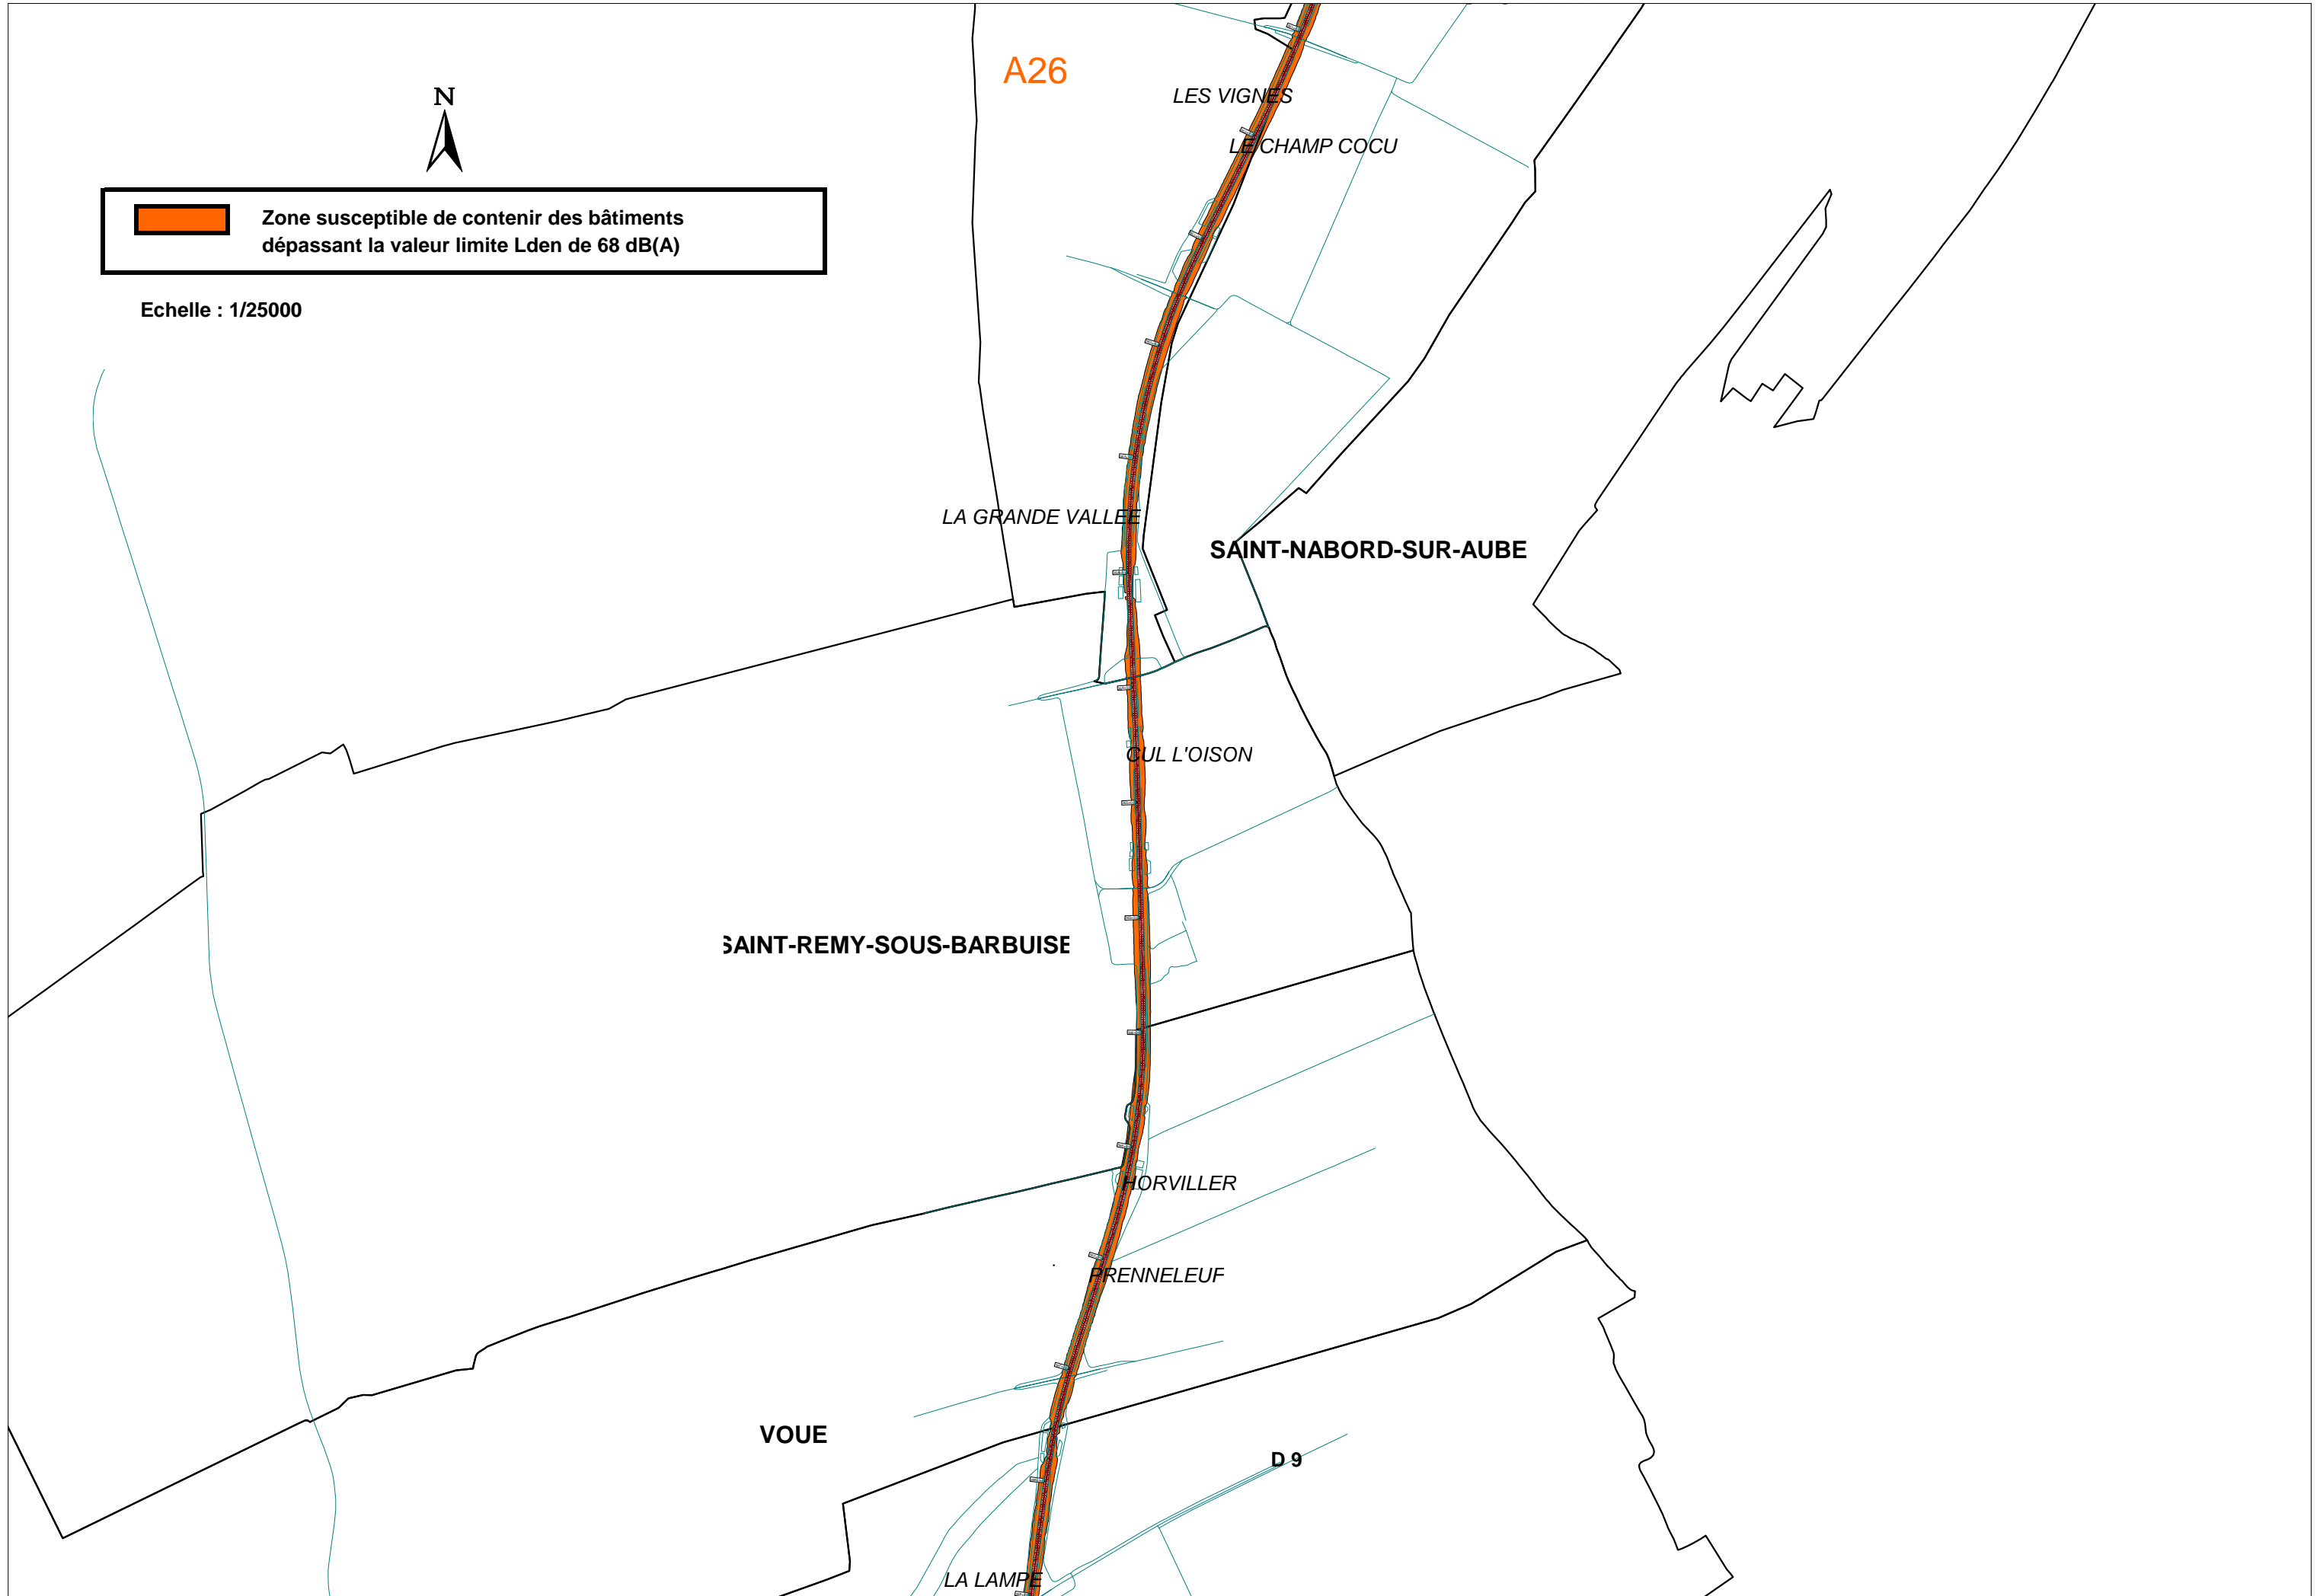 A26
N
LES VIGNES
LE CHAMP COCU
Zone susceptible de contenir des bâtiments
dépassant la valeur limite Lden de 68 dB(A)
Echelle : 1/25000
LA GRANDE VALLEE
SAINT-NABORD-SUR-AUBE
CUL L'OISON
SAINT-REMY-SOUS-BARBUISE
HORVILLER
PRENNELEUF
VOUE
D 9
LA LAMPE